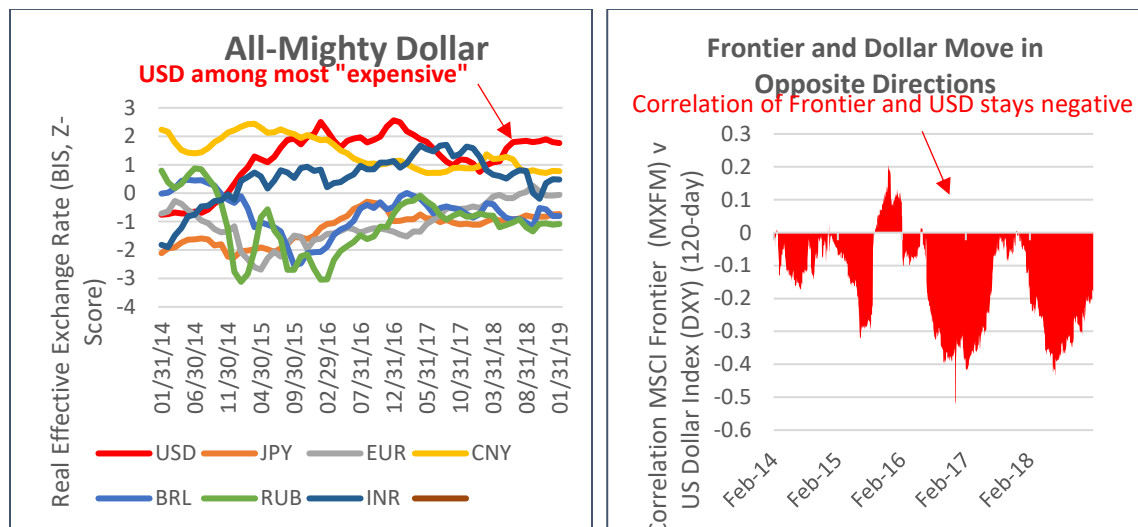 All-Mighty Dollar
USD among most "expensive"
Real Effective Exchange Rate (BIS, Z-
Score)
3
2
1
0
-1
-2
-3
-4
01/31/14
06/30/14
11/30/14
04/30/15
09/30/15
02/29/16
07/31/16
12/31/16
05/31/17
10/31/17
03/31/18
08/31/18
01/31/19
USD JPY EUR CNY
BRL RUB INR
Frontier and Dollar Move in
Opposite Directions
Correlation of Frontier and USD stays negative
Correlation MSCI Frontier (MXFM) v
US Dollar Index (DXY) (120-day)
0.3
0.2
0.1
0
-0.1
-0.2
-0.3
-0.4
-0.5
-0.6
Feb-14
Feb-15
Feb-16
Feb-17
Feb-18